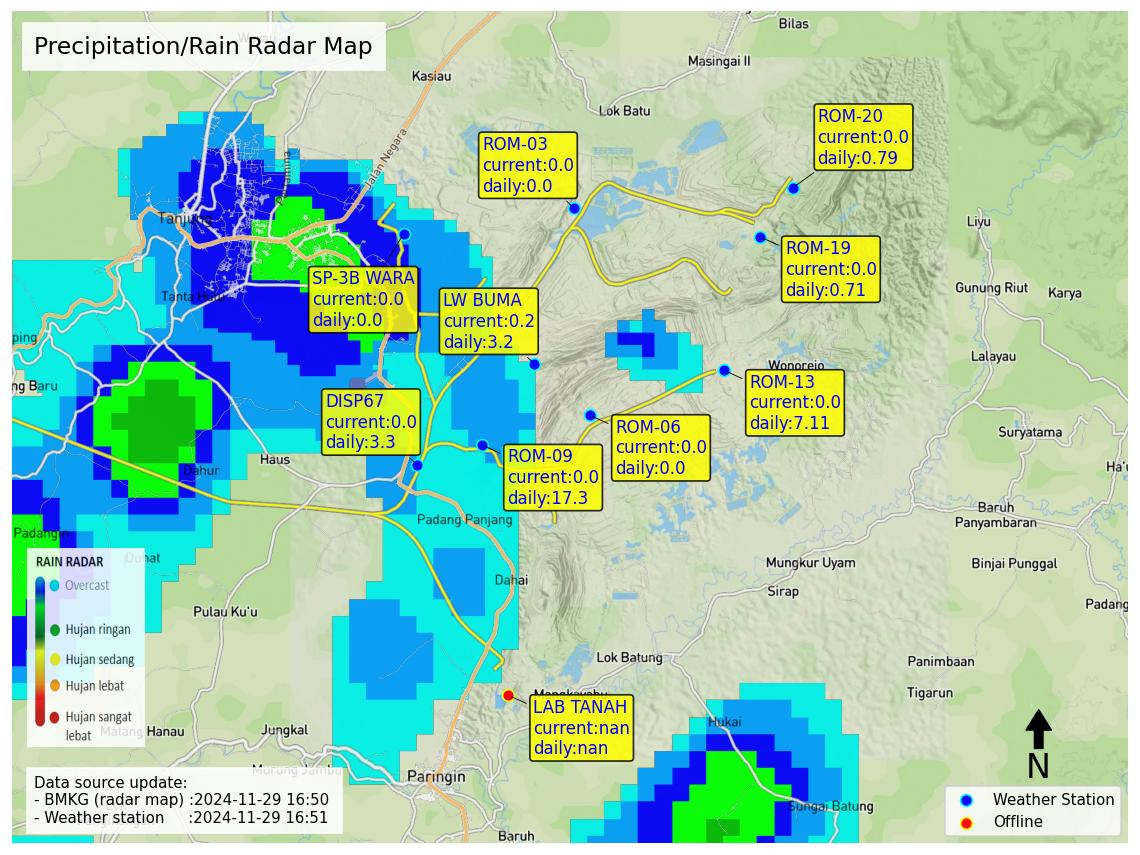 Precipitation/Rain Radar Map
Bilas
Masingai II
Kasiau
Lok Batu
Jalan Negara
ROM-20
current:0.0
daily:0.79
ROM-03
current:0.0
daily:0.0
Tanjung
Liyu
ROM-19
current:0.0
daily:0.71
SP-3B WARA
current:0.0
daily:0.0
LW BUMA
current:0.2
daily:3.2
Gunung Riut
Karya
Tanta Hulu
ping
Lalayau
Wonorejo
ng Baru
ROM-13
current:0.0
daily:7.11
DISP67
current:0.0
daily:3.3
ROM-06
current:0.0
daily:0.0
Suryatama
ROM-09
current:0.0
daily:17.3
Haus
Dahur
Ha'u
Baruh
Panyambaran
Padang Panjang
Padangin
Mungkur Uyam
Binjai Punggal
RAIN RADAR
Overcast
Hujan ringan
Hujan sedang
Hujan lebat
Hujan sangat
lebat
Dahai
Sirap
Padang
Pulau Ku'u
Lok Batung
Panimbaan
Tigarun
LAB TANAH
current:nan
daily:nan
Hukai
Matang Hanau
Jungkal
Murung Jambu
Paringin
Sungai Batung
Baruh
N
Data source update:
- BMKG (radar map) :2024-11-29 16:50
- Weather station :2024-11-29 16:51
Weather Station
Offline